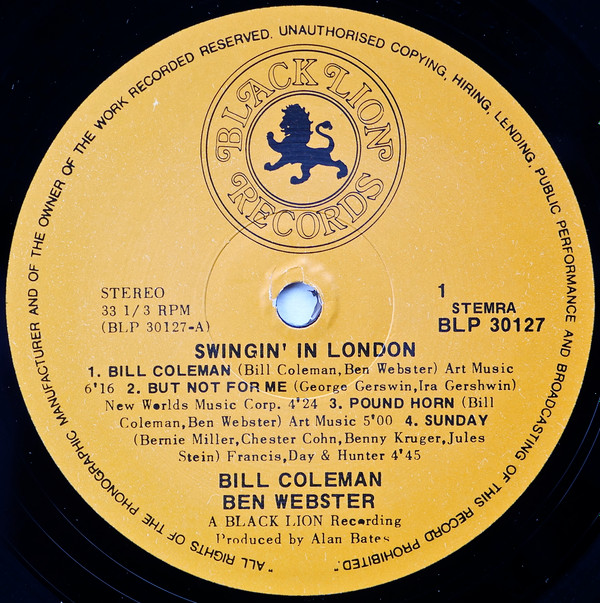 "ALL RIGHTS OF THE PHONOGRAPHIC MANUFACTURER AND OF THE OWNER OF THE WORK RECORDED RESERVED. UNAUTHORISED COPYING, HIRING, LENDING, PUBLIC PERFORMANCE AND BROADCASTING OF THIS RECORD PROHIBITED."
BLACK LION
RECORDS
STEREO
33 1/3 RPM
(BLP 30127-A)
1
STEMRA
BLP 30127
SWINGIN' IN LONDON
1. BILL COLEMAN (Bill Coleman,Ben Webster) Art Music
6'16 2. BUT NOT FOR ME (George Gerswin,Ira Gershwin)
New Worlds Music Corp. 4'24 3. POUND HORN (Bill
Coleman,Ben Webster) Art Music 5'00 4. SUNDAY
(Bernie Miller,Chester Cohn,Benny Kruger,Jules
Stein) Francis,Day & Hunter 4'45
BILL COLEMAN
BEN WEBSTER
A BLACK LION Recording
Produced by Alan Bates